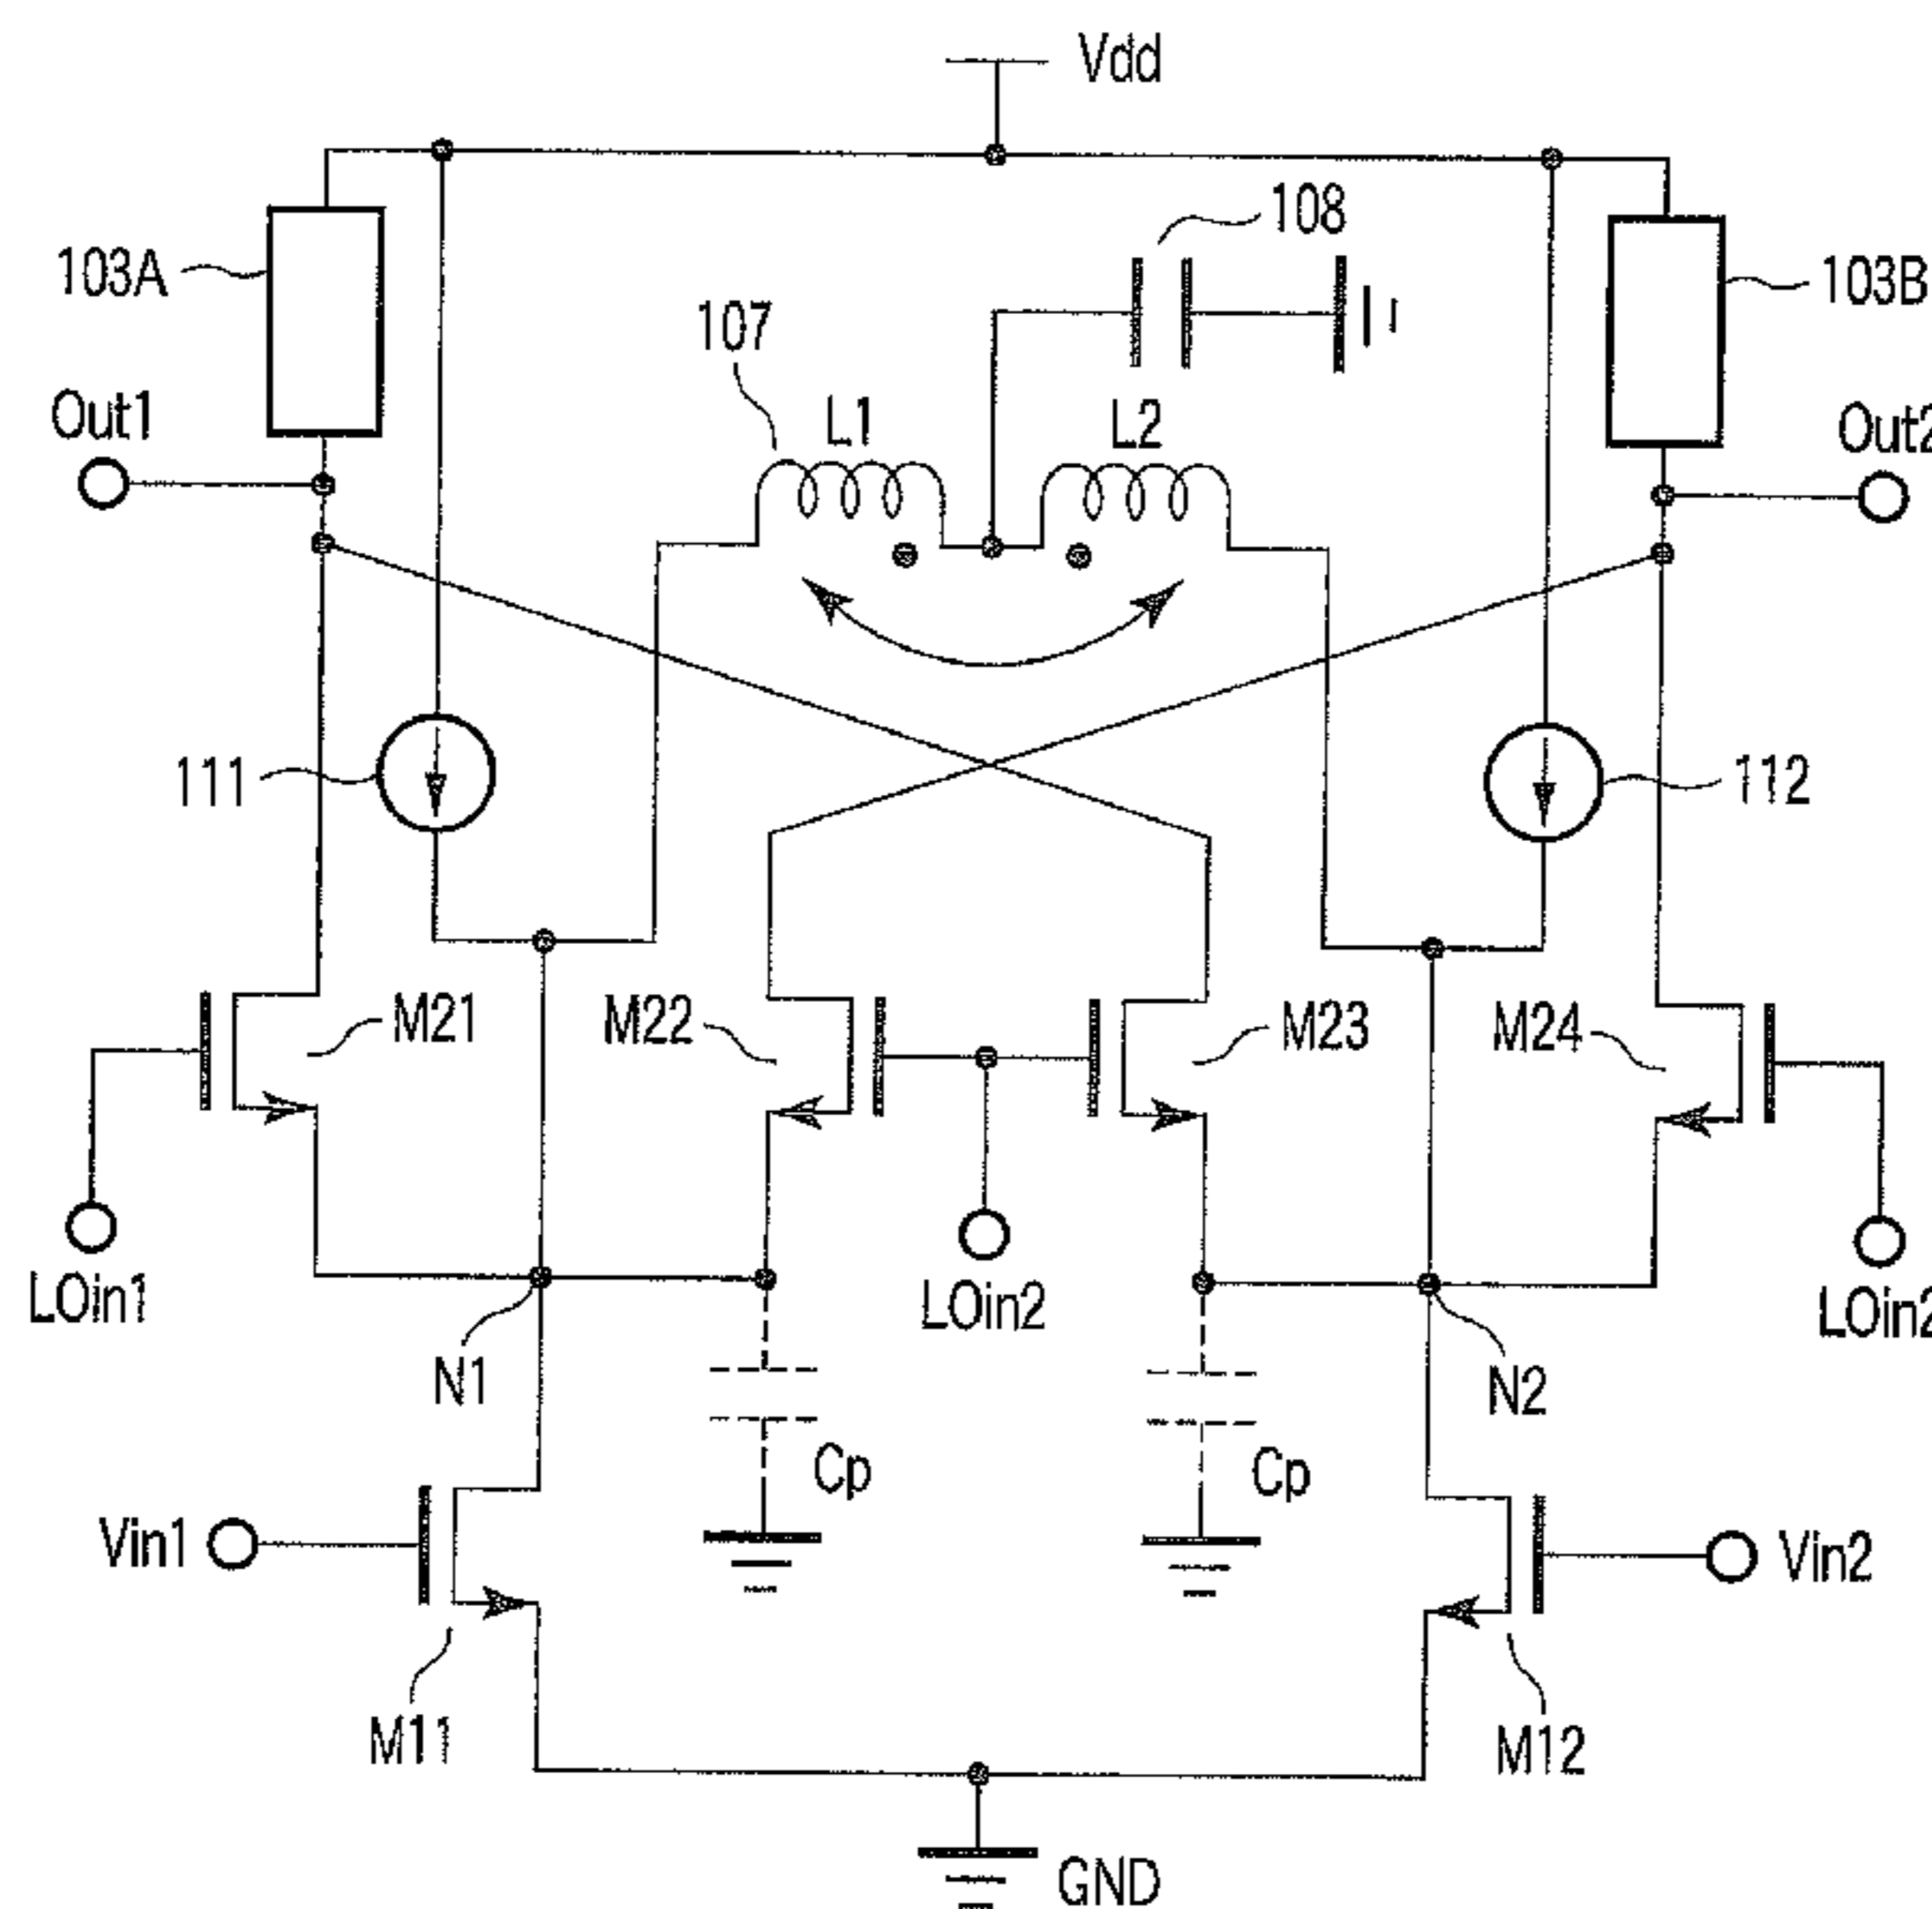 Vdd
108
103A
103B
107
L1
L2
Out1
Out2
111
112
M21
M22
M23
M24
LOin1
LOin2
LOin2
N1
N2
Cp
Cp
Vin1
Vin2
M11
M12
GND